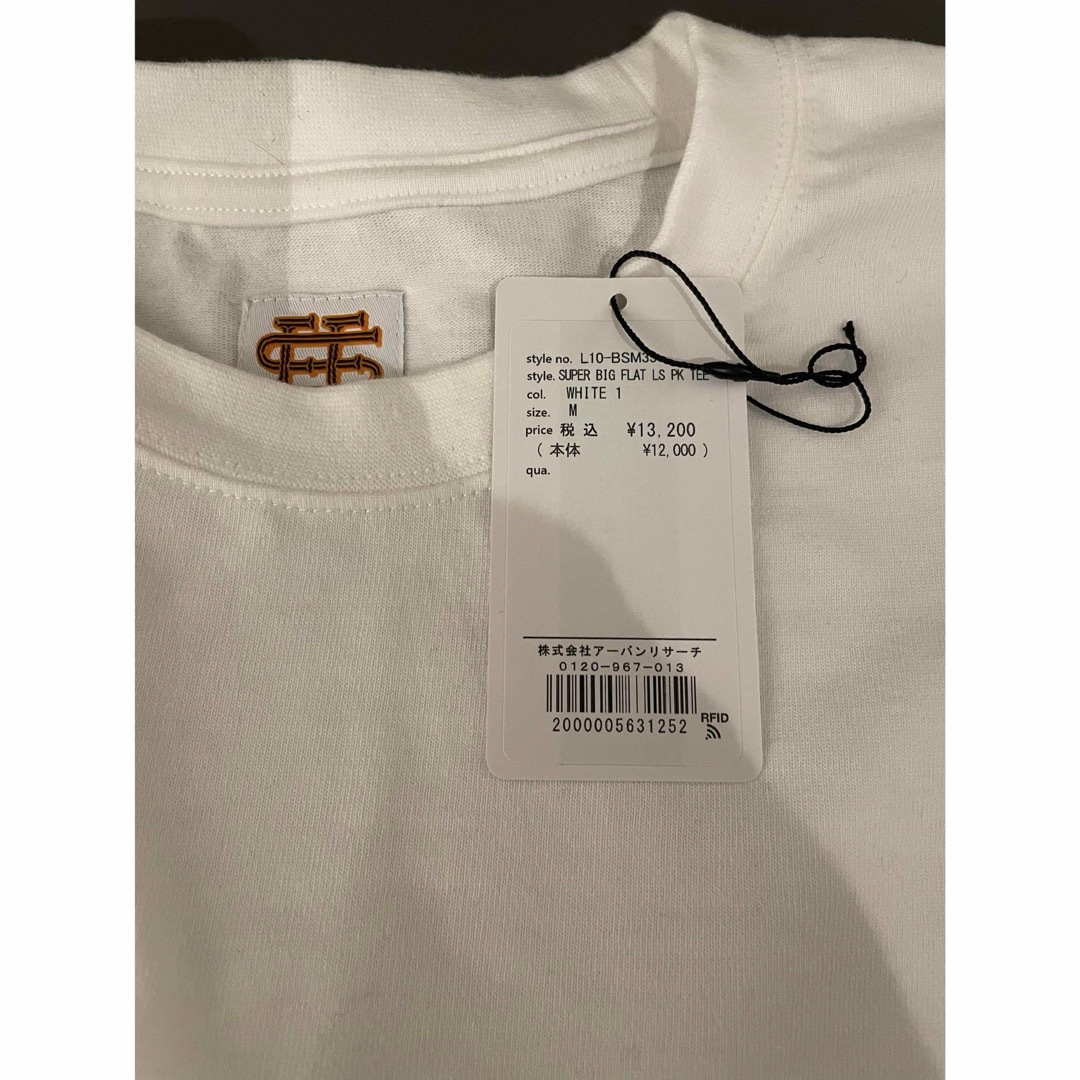 style no. L10-BSM33
style. SUPER BIG FLAT LS PK TEE
col. WHITE 1
size. M
price 税込 ¥13,200
(本体 ¥12,000)
qua.
株式会社アーバンリサーチ
0120-967-013
2000005631252
RFID